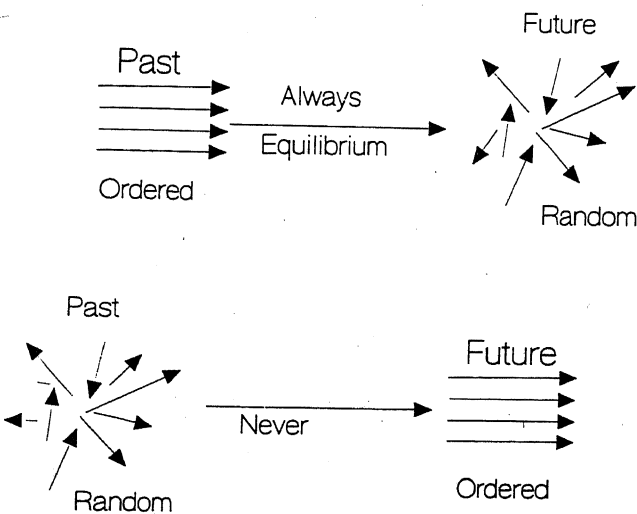 Past
Always
Equilibrium
Ordered
Future
Random
Past
Random
Never
Future
Ordered